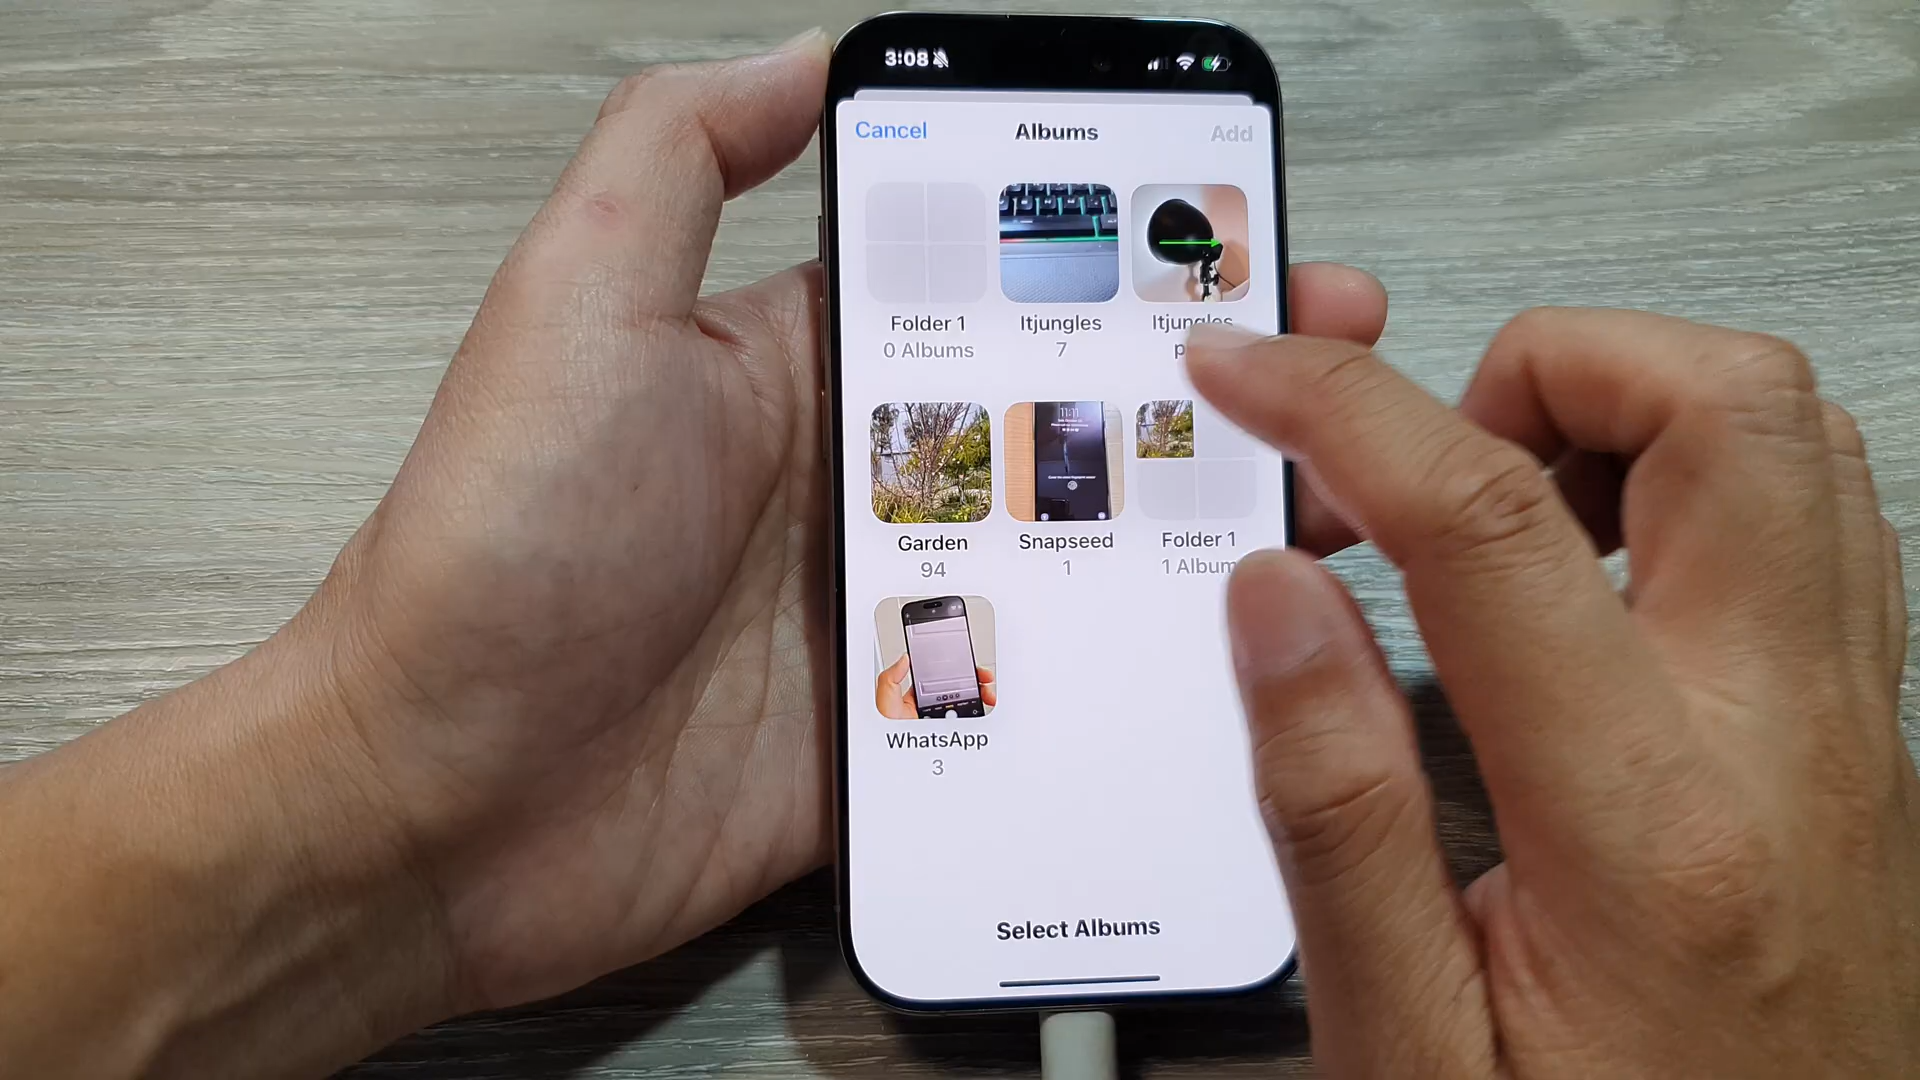 3:08
Cancel
Albums
Add
Folder 1
0 Albums
Itjungles
7
Itjungles
Garden
94
Snapseed
1
Folder 1
1 Album
WhatsApp
3
Select Albums